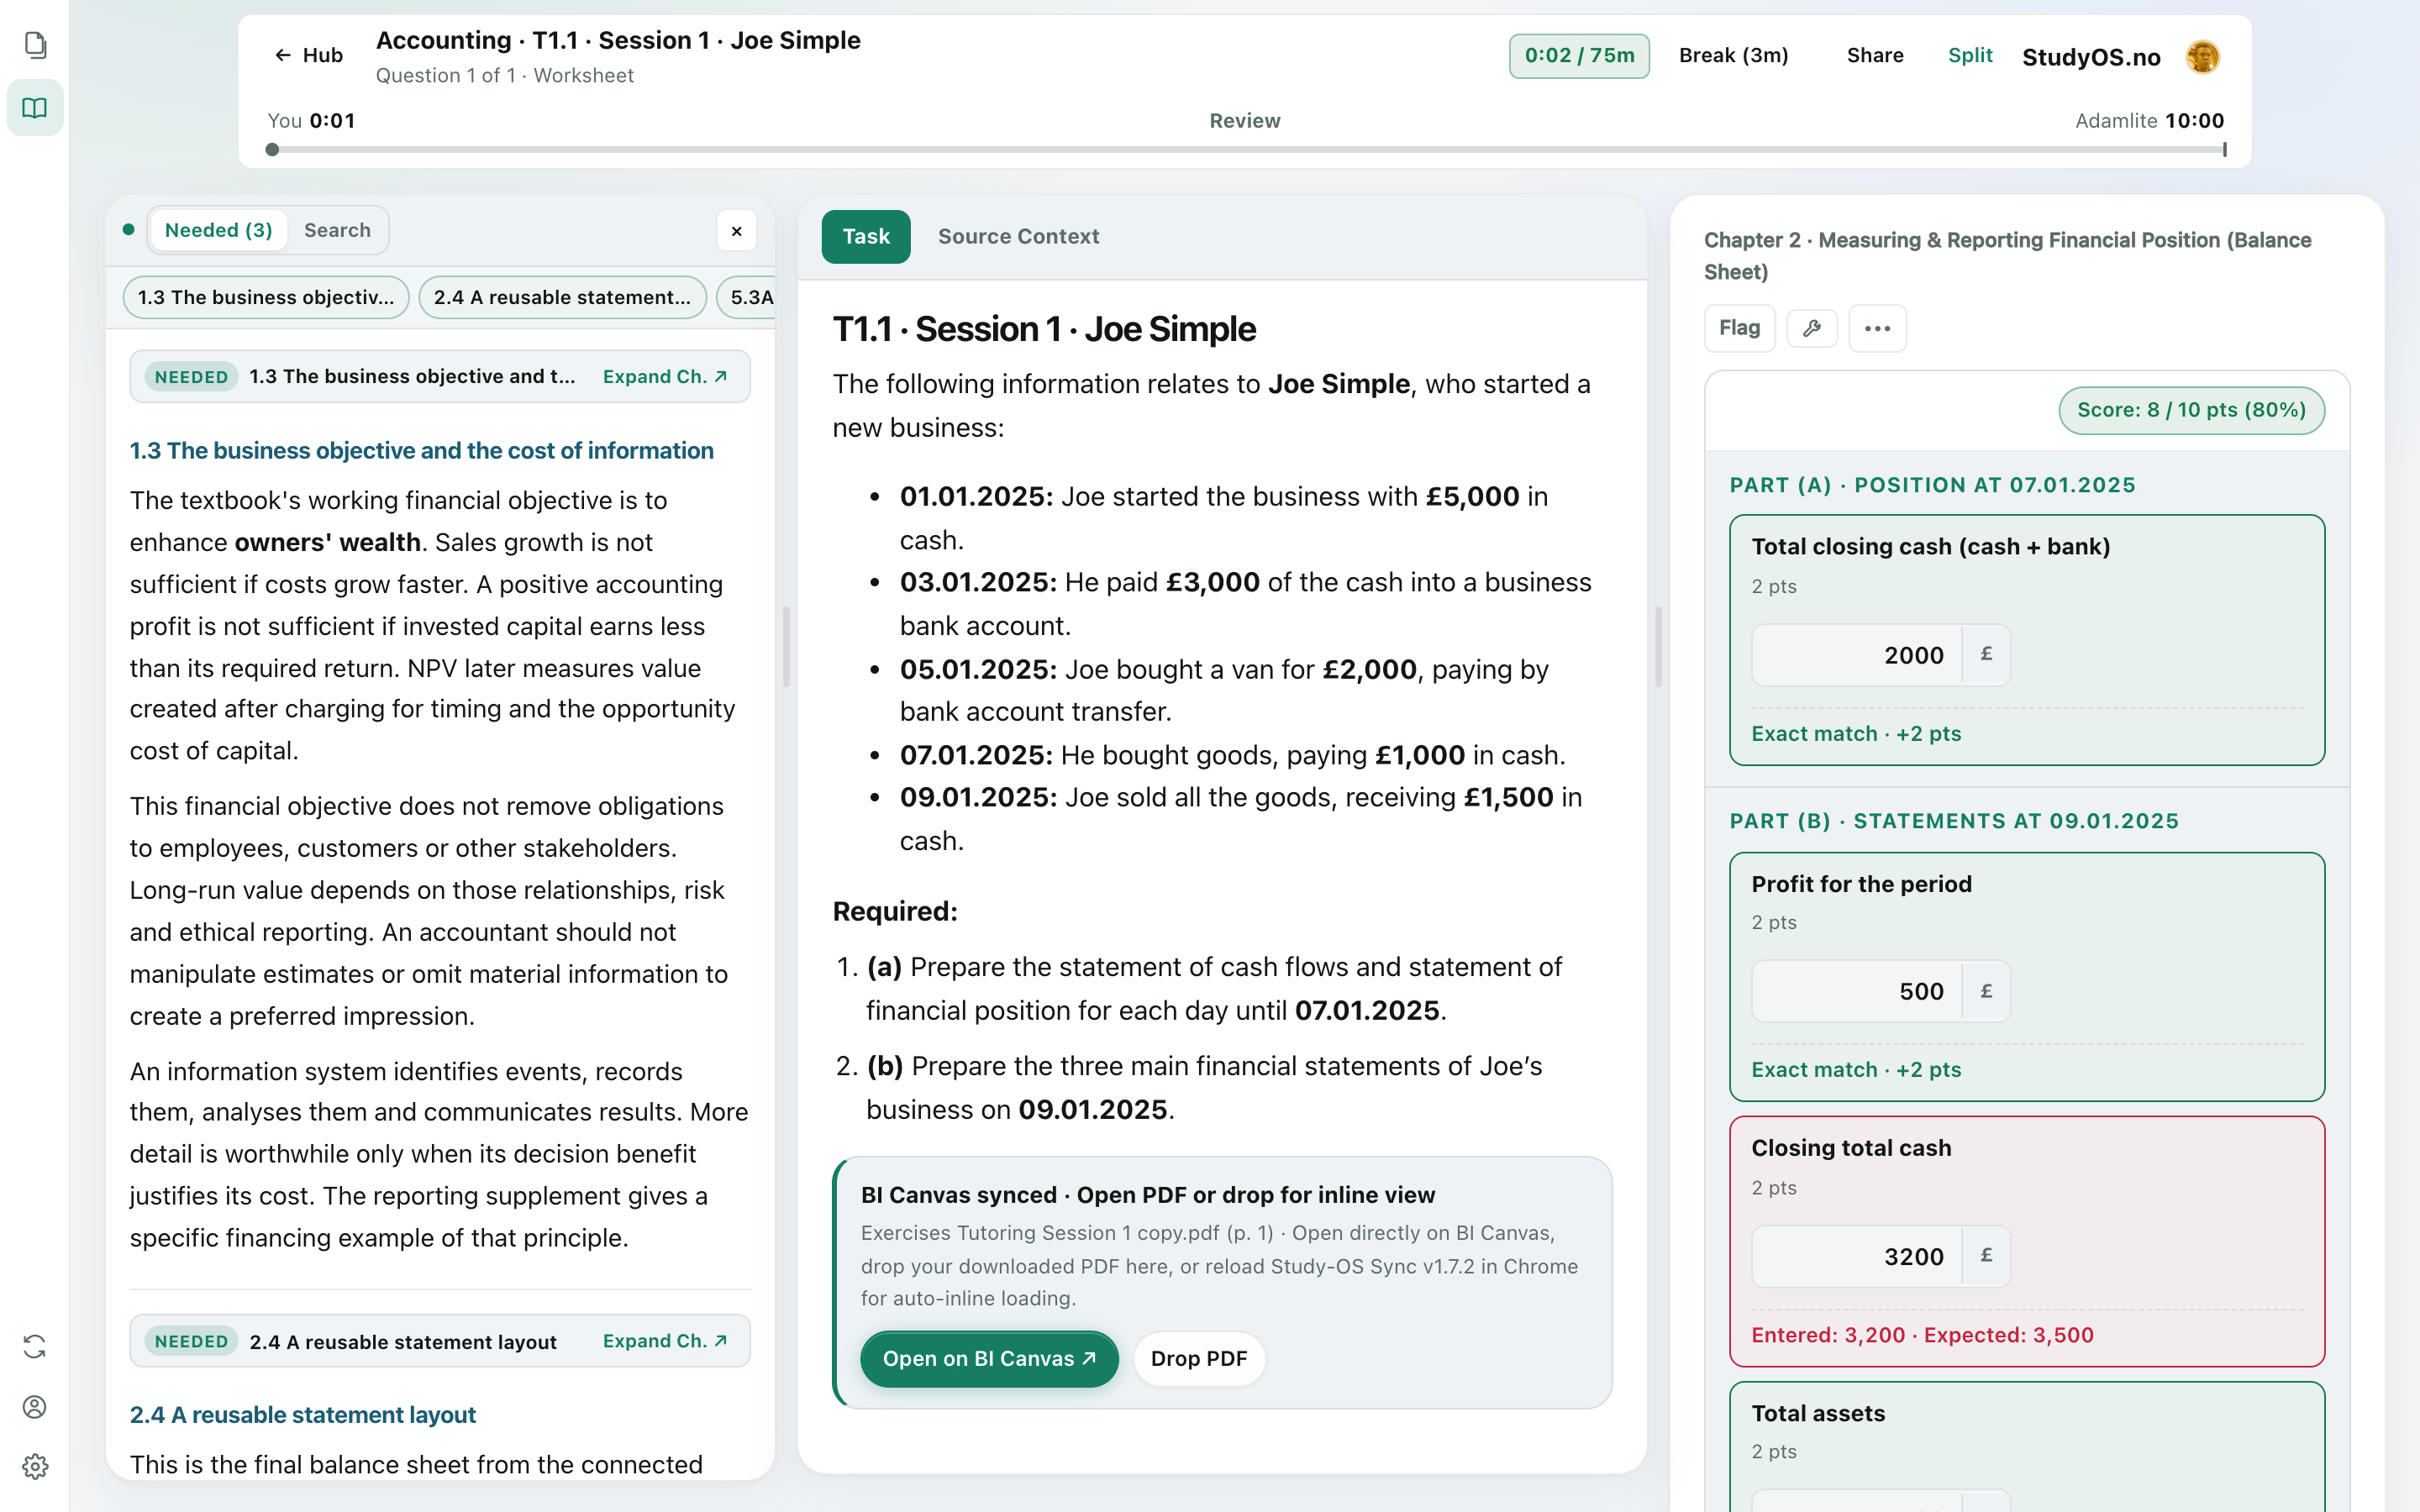 ← Hub
Accounting · T1.1 · Session 1 · Joe Simple
Question 1 of 1 · Worksheet
0:02 / 75m
Break (3m)
Share
Split
StudyOS.no
You 0:01
Review
Adamlite 10:00
Needed (3)
Search
×
1.3 The business objectiv...
2.4 A reusable statement...
5.3A
NEEDED 1.3 The business objective and t... Expand Ch. ↗
1.3 The business objective and the cost of information
The textbook's working financial objective is to
enhance owners' wealth. Sales growth is not
sufficient if costs grow faster. A positive accounting
profit is not sufficient if invested capital earns less
than its required return. NPV later measures value
created after charging for timing and the opportunity
cost of capital.
This financial objective does not remove obligations
to employees, customers or other stakeholders.
Long-run value depends on those relationships, risk
and ethical reporting. An accountant should not
manipulate estimates or omit material information to
create a preferred impression.
An information system identifies events, records
them, analyses them and communicates results. More
detail is worthwhile only when its decision benefit
justifies its cost. The reporting supplement gives a
specific financing example of that principle.
NEEDED 2.4 A reusable statement layout Expand Ch. ↗
2.4 A reusable statement layout
This is the final balance sheet from the connected
Task
Source Context
T1.1 · Session 1 · Joe Simple
The following information relates to Joe Simple, who started a
new business:
• 01.01.2025: Joe started the business with £5,000 in
cash.
• 03.01.2025: He paid £3,000 of the cash into a business
bank account.
• 05.01.2025: Joe bought a van for £2,000, paying by
bank account transfer.
• 07.01.2025: He bought goods, paying £1,000 in cash.
• 09.01.2025: Joe sold all the goods, receiving £1,500 in
cash.
Required:
1. (a) Prepare the statement of cash flows and statement of
financial position for each day until 07.01.2025.
2. (b) Prepare the three main financial statements of Joe’s
business on 09.01.2025.
BI Canvas synced · Open PDF or drop for inline view
Exercises Tutoring Session 1 copy.pdf (p. 1) · Open directly on BI Canvas,
drop your downloaded PDF here, or reload Study-OS Sync v1.7.2 in Chrome
for auto-inline loading.
Open on BI Canvas ↗
Drop PDF
Chapter 2 · Measuring & Reporting Financial Position (Balance
Sheet)
Flag
Score: 8 / 10 pts (80%)
PART (A) · POSITION AT 07.01.2025
Total closing cash (cash + bank)
2 pts
2000 £
Exact match · +2 pts
PART (B) · STATEMENTS AT 09.01.2025
Profit for the period
2 pts
500 £
Exact match · +2 pts
Closing total cash
2 pts
3200 £
Entered: 3,200 · Expected: 3,500
Total assets
2 pts